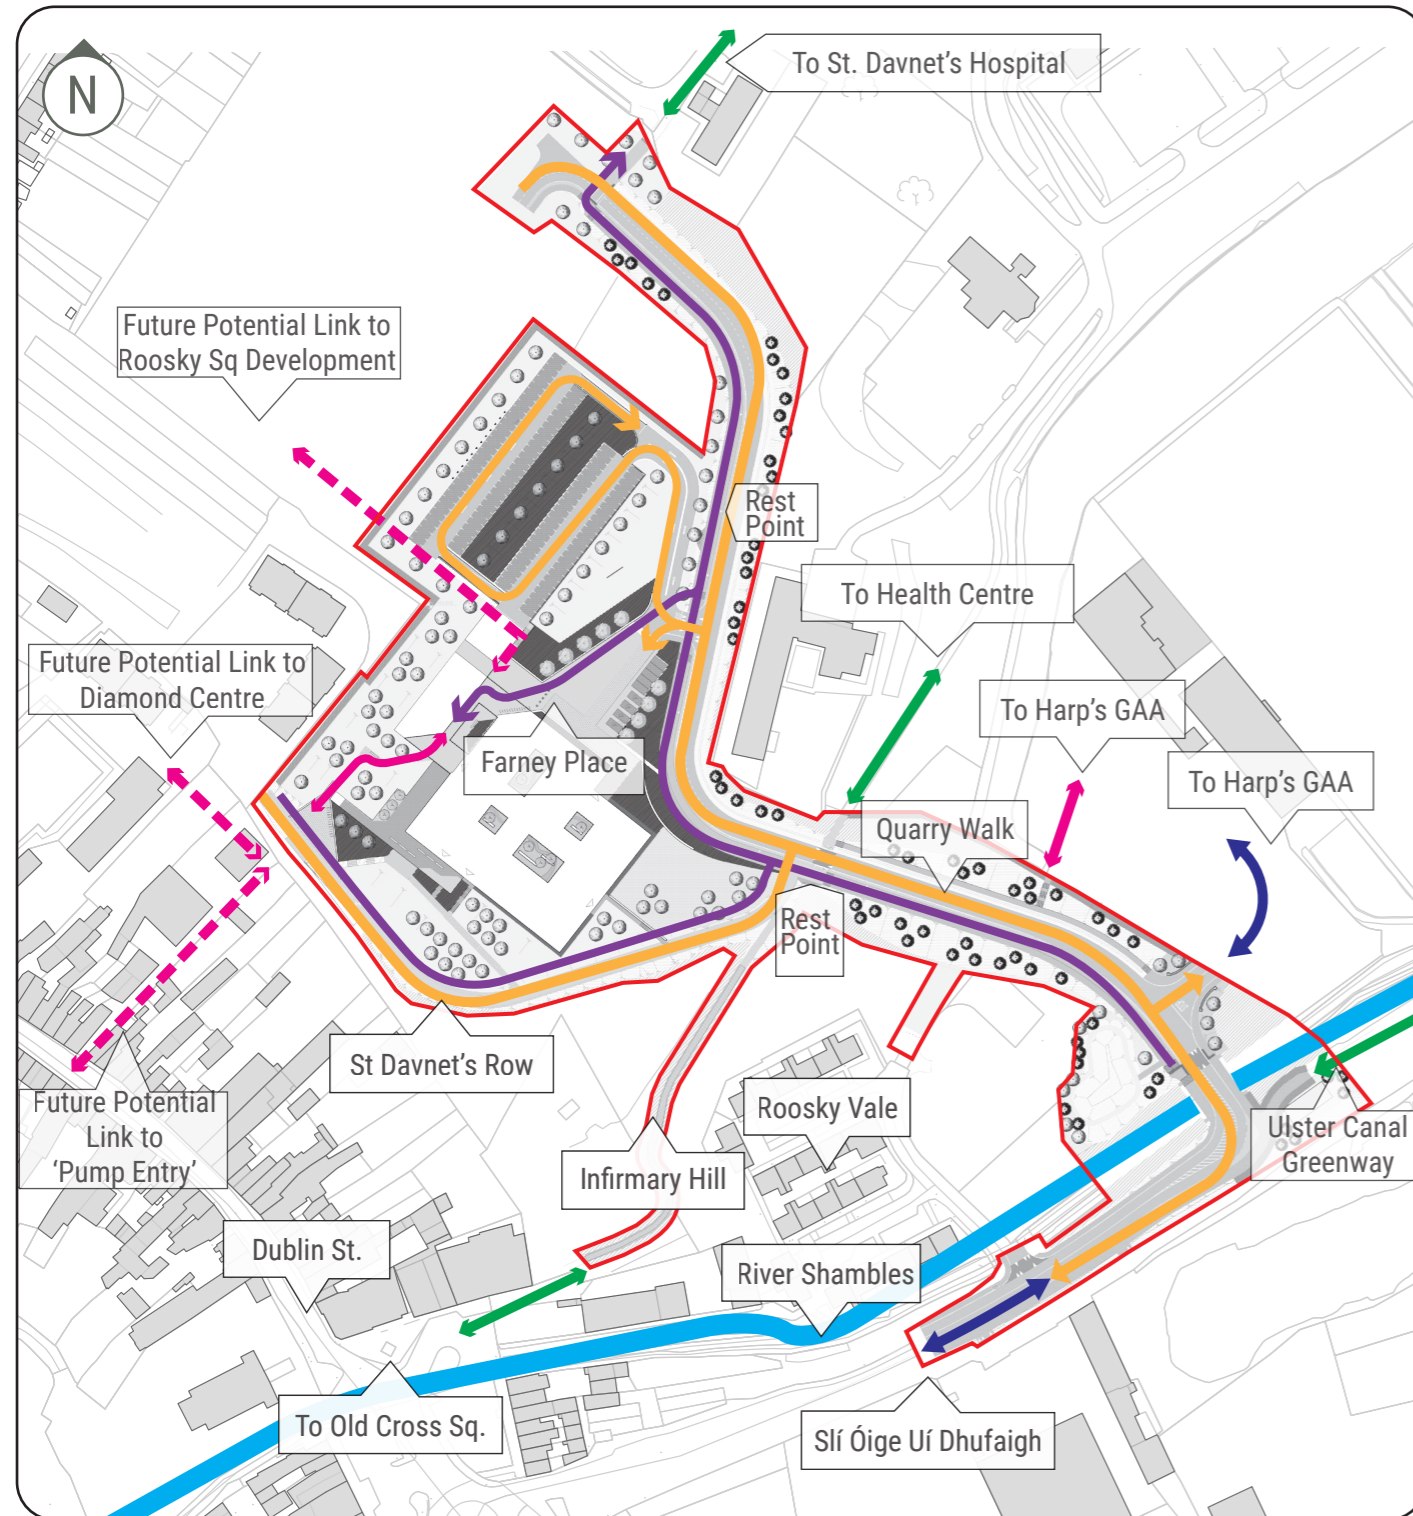 To St. Davnet's Hospital
N
Future Potential Link to
Roosky Sq Development
Rest
Point
To Health Centre
Future Potential Link to
Diamond Centre
To Harp's GAA
Farney Place
To Harp's GAA
Quarry Walk
Rest
Point
St Davnet's Row
Roosky Vale
Future Potential
Link to
‘Pump Entry’
Ulster Canal
Greenway
Infirmary Hill
Dublin St.
River Shambles
To Old Cross Sq.
Slí Óige Uí Dhufaigh